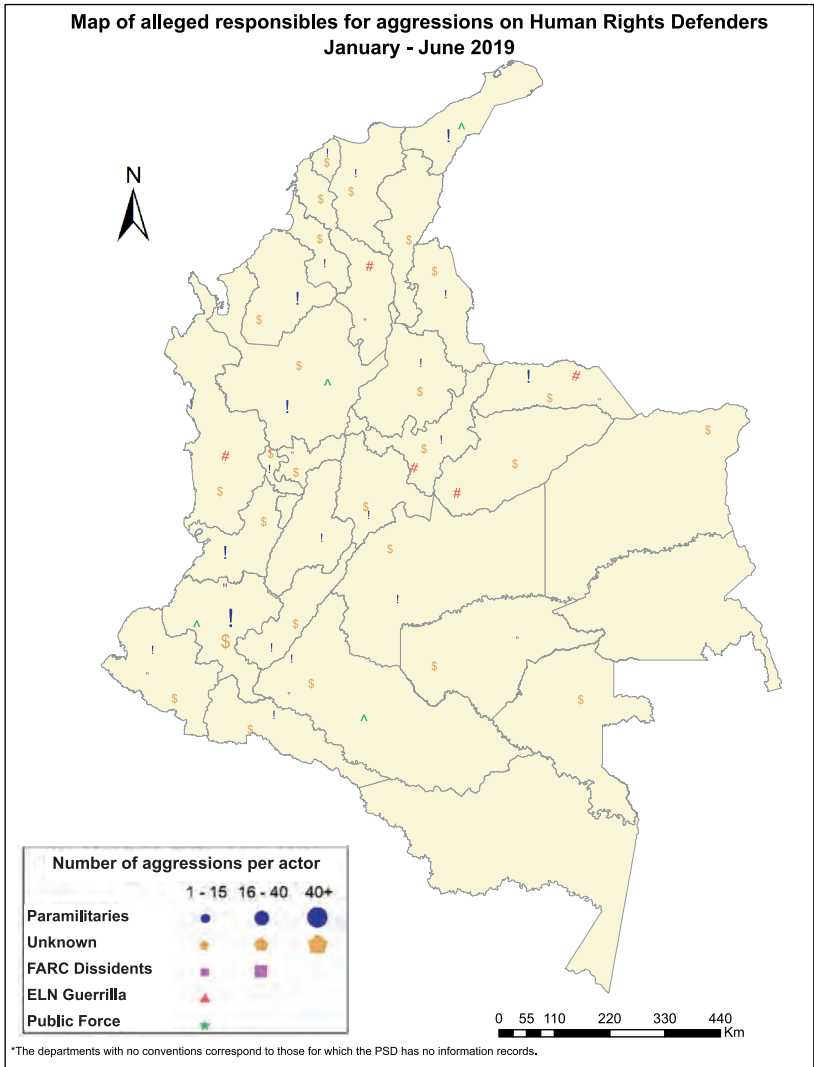 Map of alleged responsibles for aggressions on Human Rights Defenders
January - June 2019
N
Number of aggressions per actor
1 - 15 16 - 40 40+
Paramilitaries
Unknown
FARC Dissidents
ELN Guerrilla
Public Force
0 55 110 220 330 440
Km
*The departments with no conventions correspond to those for which the PSD has no information records.